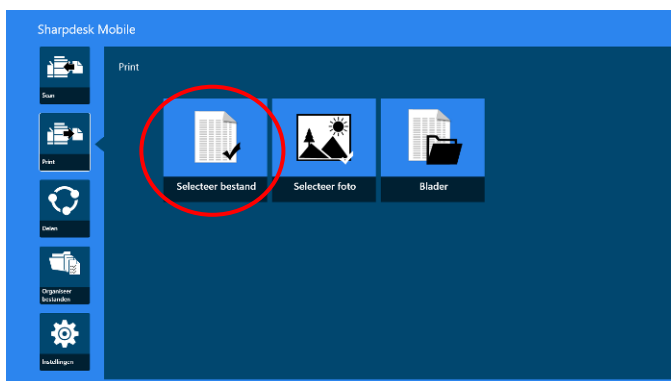 Sharpdesk Mobile
Scan
Print
Delen
Organiseer
bestanden
Instellingen
Print
Selecteer bestand
Selecteer foto
Blader